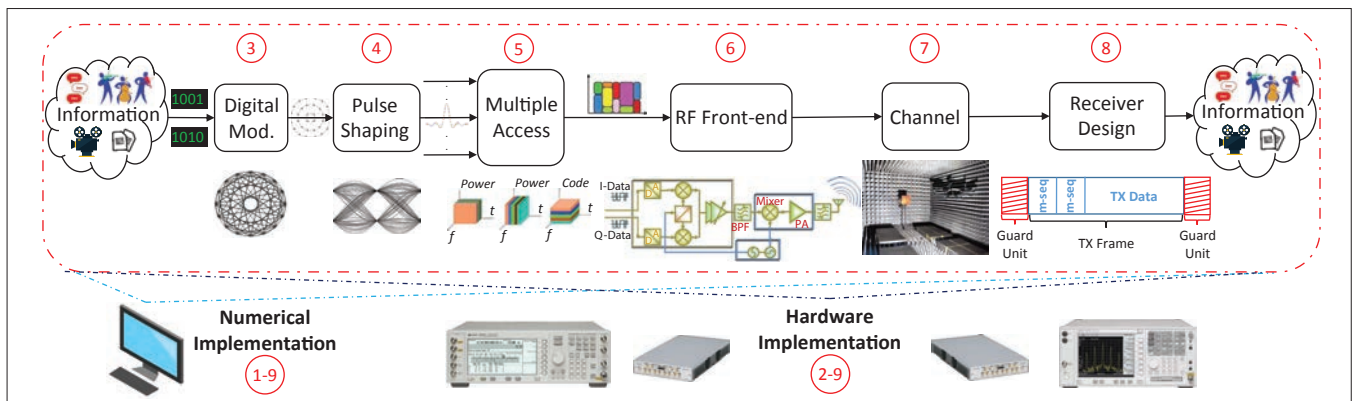 3
4
5
6
7
8
Information
1001
1010
Digital
Mod.
Pulse
Shaping
Multiple
Access
RF Front-end
Channel
Receiver
Design
Information
Power
t
f
Power
t
f
Code
t
f
I-Data
Q-Data
BPF
Mixer
PA
m-seq
m-seq
TX Data
Guard
Unit
TX Frame
Guard
Unit
Numerical
Implementation
1-9
Hardware
Implementation
2-9